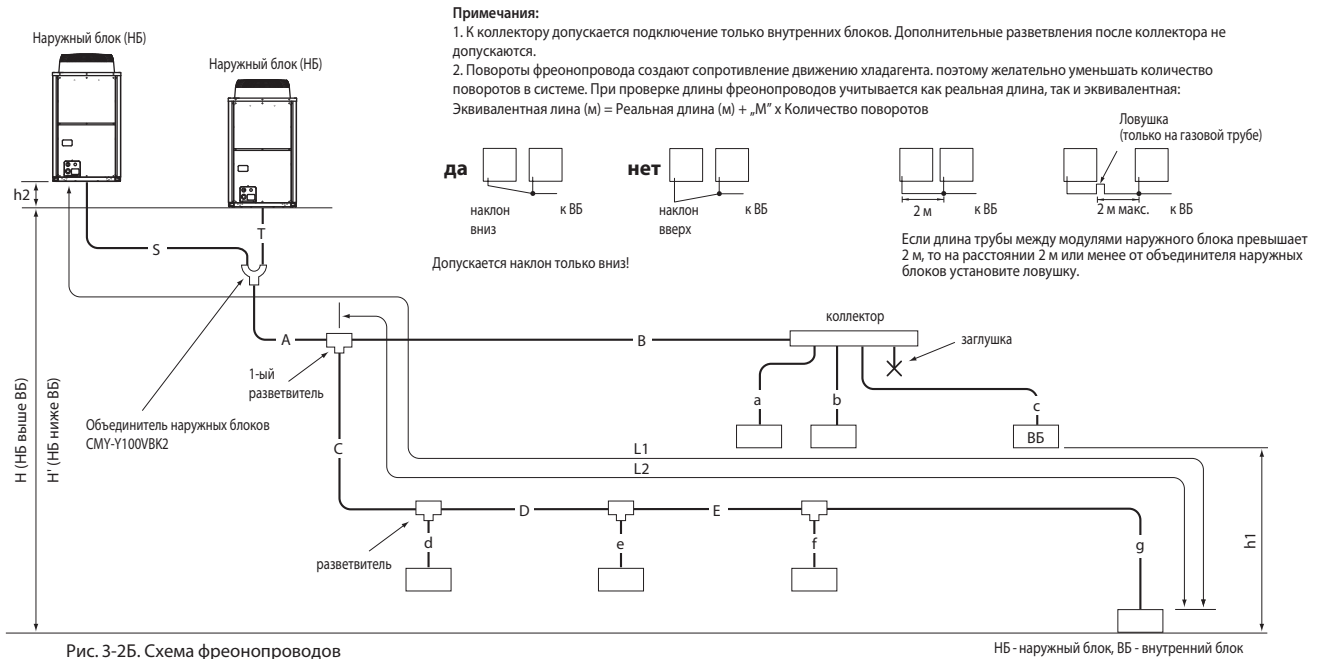 Примечания:
1. К коллектору допускается подключение только внутренних блоков. Дополнительные разветвления после коллектора не
допускаются.
2. Повороты фреонопровода создают сопротивление движению хладагента. поэтому желательно уменьшать количество
поворотов в системе. При проверке длины фреонопроводов учитывается как реальная длина, так и эквивалентная:
Эквивалентная лина (м) = Реальная длина (м) + „М" x Количество поворотов
Наружный блок (НБ)
Наружный блок (НБ)
Ловушка
(только на газовой трубе)
да
нет
наклон
вниз
к ВБ
наклон
вверх
к ВБ
2 м
к ВБ
2 м макс.
к ВБ
Допускается наклон только вниз!
Если длина трубы между модулями наружного блока превышает
2 м, то на расстоянии 2 м или менее от объединителя наружных
блоков установите ловушку.
h2
S
T
A
B
коллектор
заглушка
1-ый
разветвитель
a
b
c
ВБ
Объединитель наружных блоков
CMY-Y100VBK2
H (НБ выше ВБ)
H' (НБ ниже ВБ)
C
L1
L2
D
E
d
e
f
g
h1
разветвитель
Рис. 3-2Б. Схема фреонопроводов
НБ - наружный блок, ВБ - внутренний блок